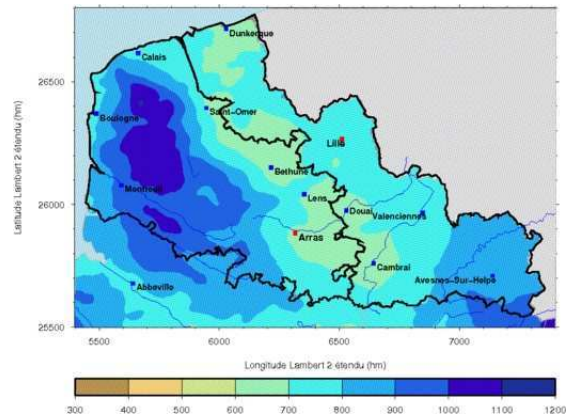 Dunkerque
Calais
26500
Saint-Omer
Boulogne
Lille
Bethune
Montreuil
Lens
Douai
Valenciennes
26000
Arras
Cambrai
Avesnes-Sur-Helpe
Abbeville
25500
5500 6000 6500 7000
Latitude Lambert 2 étendu (hm)
Longitude Lambert 2 étendu (hm)
300 400 500 600 700 800 900 1000 1100 1200